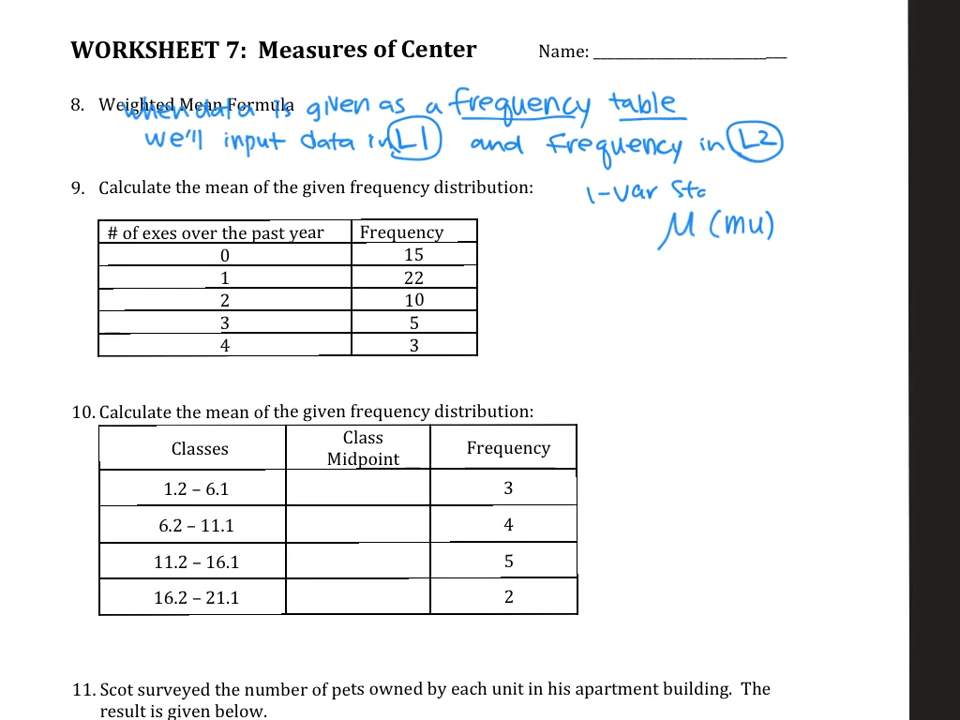 WORKSHEET 7: Measures of Center Name: ____________________
8. Weighted Mean Formula
when data is given as a frequency table
we'll input data in L1 and frequency in L2
9. Calculate the mean of the given frequency distribution:
1-var Sta
μ (mu)
# of exes over the past year Frequency
0 15
1 22
2 10
3 5
4 3
10. Calculate the mean of the given frequency distribution:
Classes Class Midpoint Frequency
1.2 – 6.1 3
6.2 – 11.1 4
11.2 – 16.1 5
16.2 – 21.1 2
11. Scot surveyed the number of pets owned by each unit in his apartment building. The
result is given below.